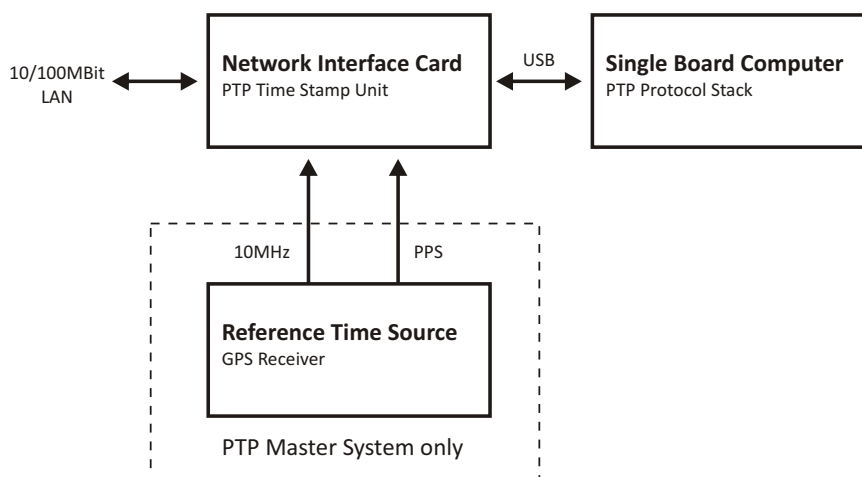 10/100MBit
LAN
Network Interface Card
PTP Time Stamp Unit
USB
Single Board Computer
PTP Protocol Stack
10MHz
PPS
Reference Time Source
GPS Receiver
PTP Master System only